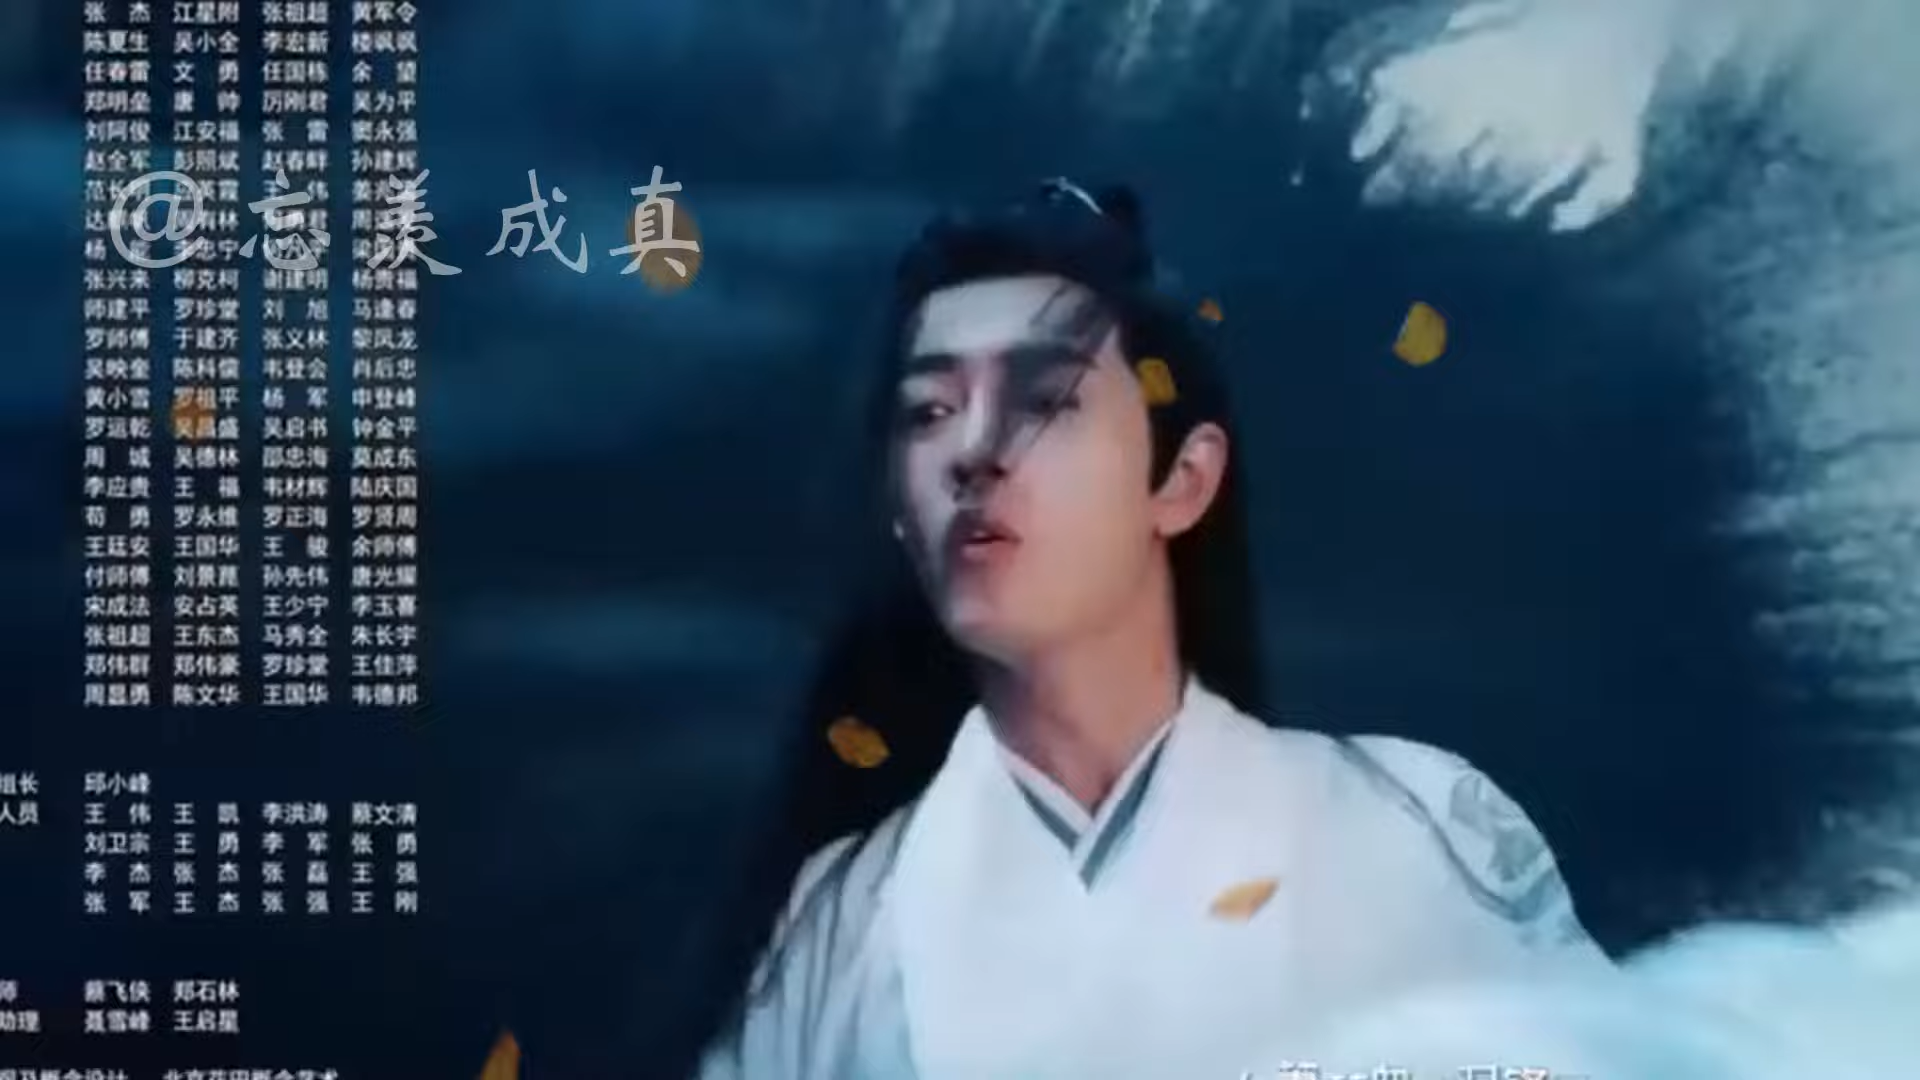 张 杰 江星附 张祖超 黄军令
陈夏生 吴小全 李宏新 楼飒飒
任春雷 文 勇 任国栋 余 望
郑明垒 唐 帅 厉刚君 吴为平
刘阿俊 江安福 张 雷 窦永强
赵全军 彭照斌 赵春畔 孙建辉
@忘羡成真
张兴来 柳克柯 谢建明 杨贵福
师建平 罗珍堂 刘 旭 马逢春
罗师傅 于建齐 张义林 黎凤龙
吴映奎 陈科儒 韦登会 肖后忠
黄小雪 罗祖平 杨 军 申登峰
罗运乾 吴昌盛 吴启书 钟金平
周 城 吴德林 邵忠海 莫成东
李应贵 王 福 韦材辉 陆庆国
苟 勇 罗永维 罗正海 罗贤周
王廷安 王国华 王 骏 余师傅
付师傅 刘景菎 孙先伟 唐光耀
宋成法 安占英 王少宁 李玉喜
张祖超 王东杰 马秀全 朱长宇
郑伟群 郑伟豪 罗珍堂 王佳萍
周显勇 陈文华 王国华 韦德邦
组长 邱小峰
人员 王 伟 王 凯 李洪涛 蔡文清
刘卫宗 王 勇 李 军 张 勇
李 杰 张 杰 张 磊 王 强
张 军 王 杰 张 强 王 刚
师 蔡飞侠 郑石林
助理 聂雪峰 王启星